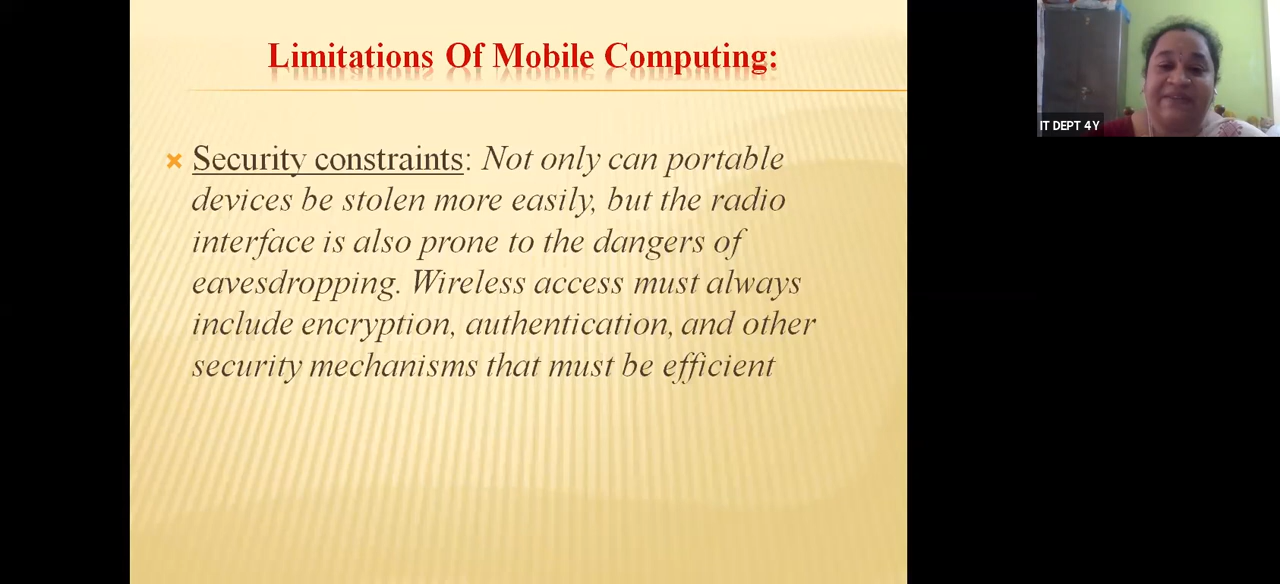 Limitations Of Mobile Computing:
Security constraints: Not only can portable
devices be stolen more easily, but the radio
interface is also prone to the dangers of
eavesdropping. Wireless access must always
include encryption, authentication, and other
security mechanisms that must be efficient
IT DEPT 4Y